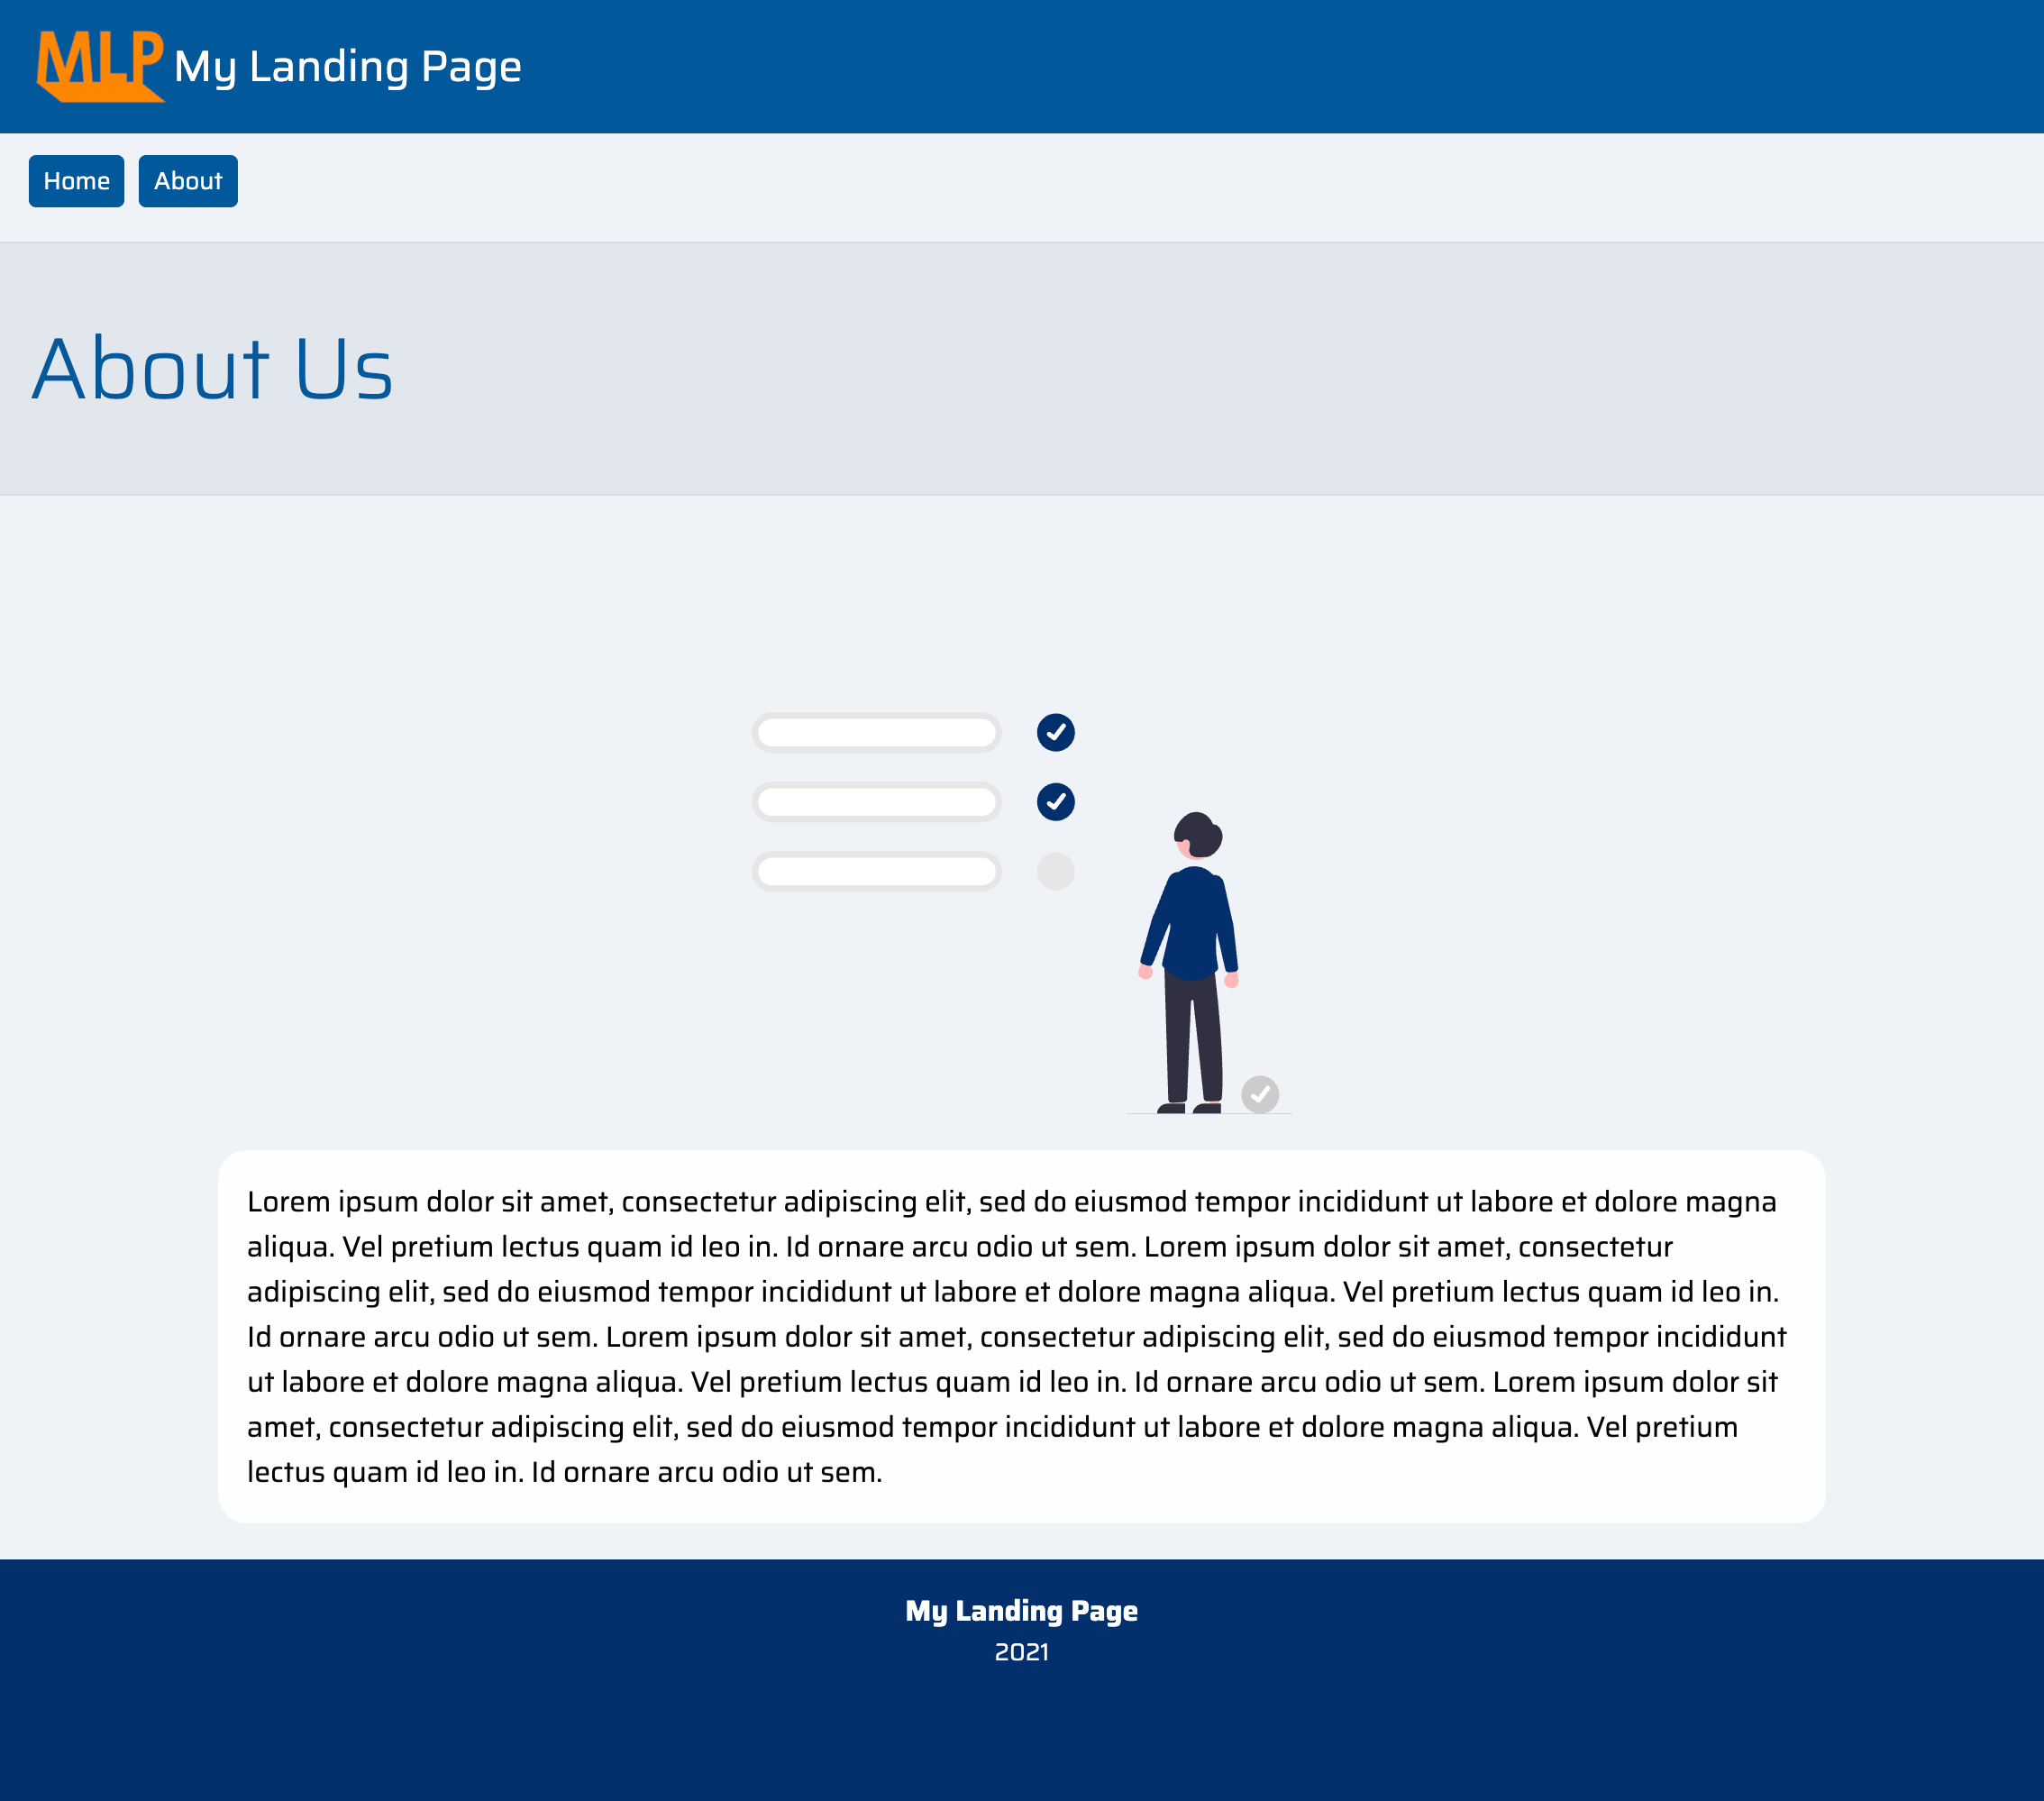 MLP My Landing Page
Home About
About Us
Lorem ipsum dolor sit amet, consectetur adipiscing elit, sed do eiusmod tempor incididunt ut labore et dolore magna
aliqua. Vel pretium lectus quam id leo in. Id ornare arcu odio ut sem. Lorem ipsum dolor sit amet, consectetur
adipiscing elit, sed do eiusmod tempor incididunt ut labore et dolore magna aliqua. Vel pretium lectus quam id leo in.
Id ornare arcu odio ut sem. Lorem ipsum dolor sit amet, consectetur adipiscing elit, sed do eiusmod tempor incididunt
ut labore et dolore magna aliqua. Vel pretium lectus quam id leo in. Id ornare arcu odio ut sem. Lorem ipsum dolor sit
amet, consectetur adipiscing elit, sed do eiusmod tempor incididunt ut labore et dolore magna aliqua. Vel pretium
lectus quam id leo in. Id ornare arcu odio ut sem.
My Landing Page
2021